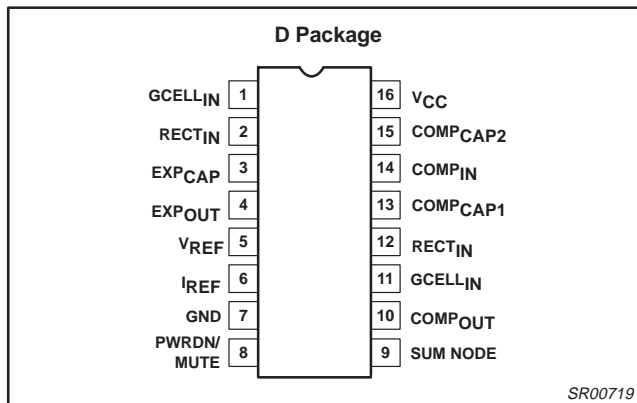 D Package
GCELLIN 1 16 VCC
RECTIN 2 15 COMPCAP2
EXPCAP 3 14 COMPIN
EXPOUT 4 13 COMPCAP1
VREF 5 12 RECTIN
IREF 6 11 GCELLIN
GND 7 10 COMPOUT
PWRDN/
MUTE 8 9 SUM NODE
SR00719